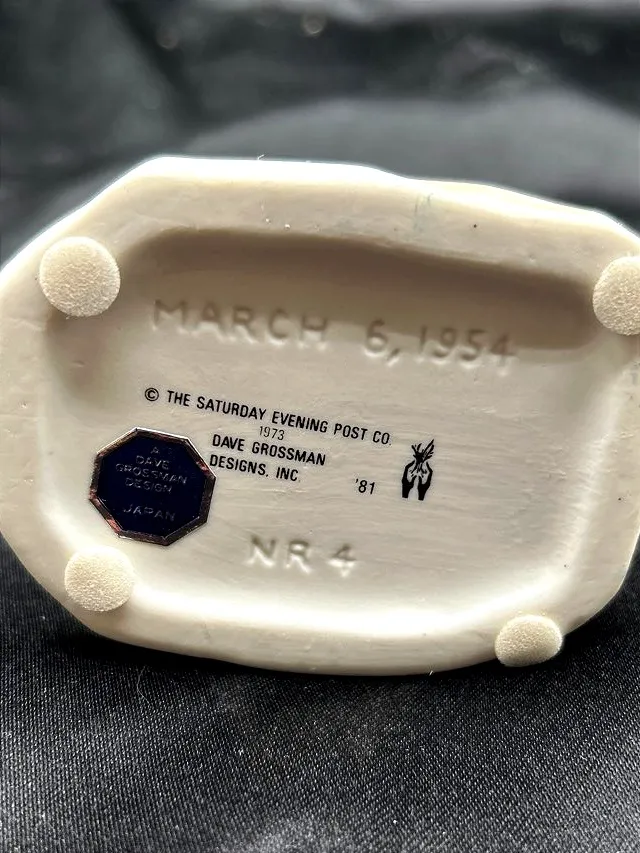 MARCH 6, 1954
© THE SATURDAY EVENING POST CO.
1973
DAVE GROSSMAN
DESIGNS, INC
'81
A
DAVE
GROSSMAN
DESIGN
JAPAN
NR 4